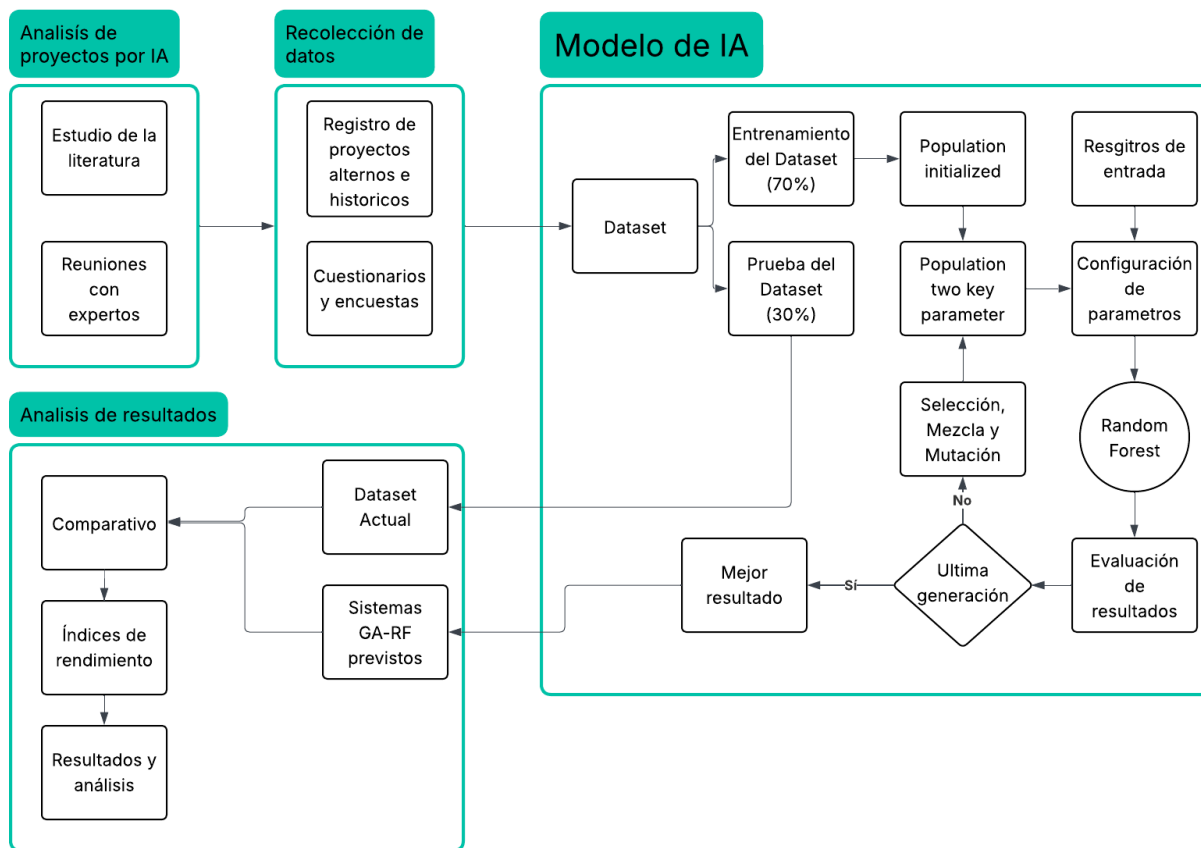 Analisís de
proyectos por IA
Estudio de la
literatura
Reuniones
con
expertos
Recolección de
datos
Registro de
proyectos
alternos e
historicos
Cuestionarios
y encuestas
Modelo de IA
Dataset
Entrenamiento
del Dataset
(70%)
Prueba del
Dataset
(30%)
Population
initialized
Population
two key
parameter
Selección,
Mezcla y
Mutación
No
Ultima
generación
Sí
Mejor
resultado
Resgitros de
entrada
Configuración
de
parametros
Random
Forest
Evaluación
de
resultados
Analisis de resultados
Dataset
Actual
Sistemas
GA-RF
previstos
Comparativo
Índices de
rendimiento
Resultados y
análisis